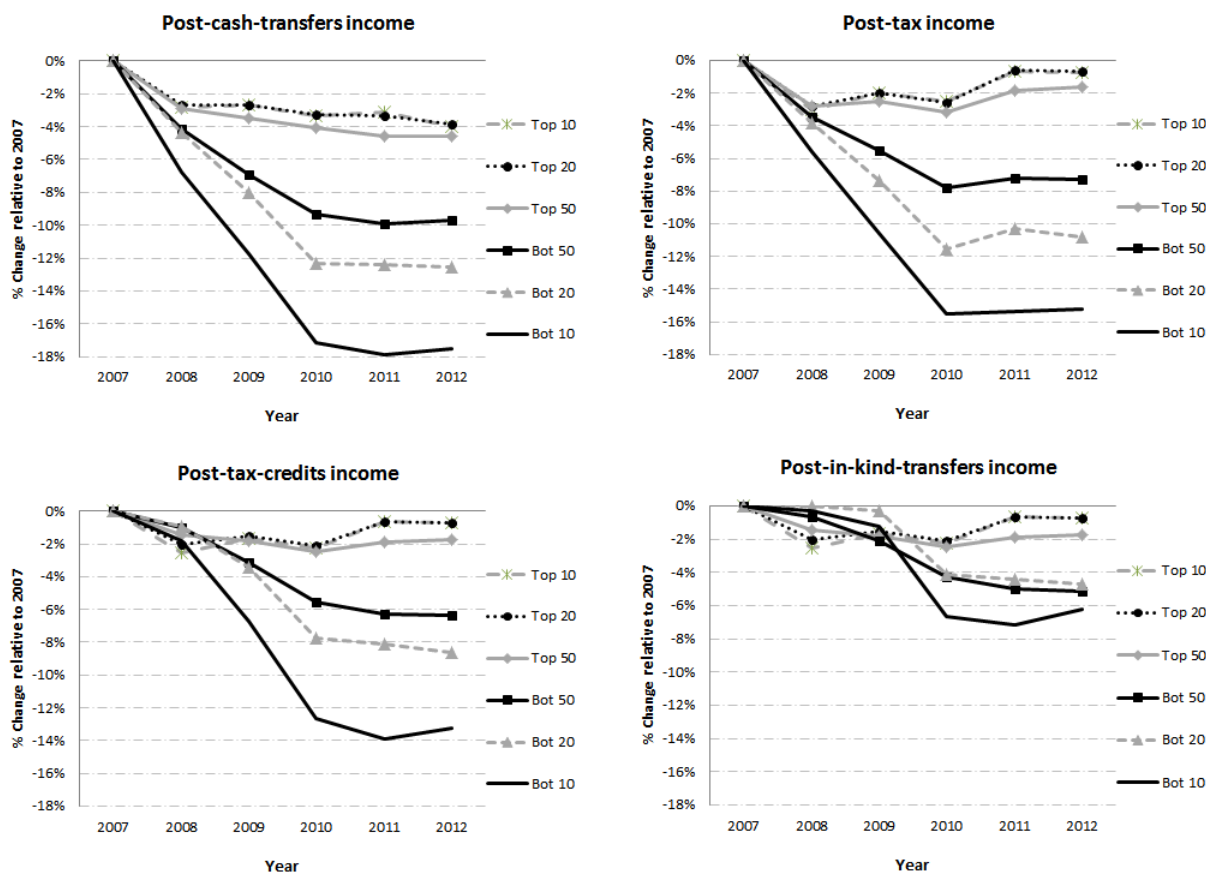 Post-cash-transfers income
0%
-2%
-4%
-6%
-8%
-10%
-12%
-14%
-16%
-18%
% Change relative to 2007
2007 2008 2009 2010 2011 2012
Year
Top 10
Top 20
Top 50
Bot 50
Bot 20
Bot 10
Post-tax income
0%
-2%
-4%
-6%
-8%
-10%
-12%
-14%
-16%
-18%
% Change relative to 2007
2007 2008 2009 2010 2011 2012
Year
Top 10
Top 20
Top 50
Bot 50
Bot 20
Bot 10
Post-tax-credits income
0%
-2%
-4%
-6%
-8%
-10%
-12%
-14%
-16%
-18%
% Change relative to 2007
2007 2008 2009 2010 2011 2012
Year
Top 10
Top 20
Top 50
Bot 50
Bot 20
Bot 10
Post-in-kind-transfers income
0%
-2%
-4%
-6%
-8%
-10%
-12%
-14%
-16%
-18%
% Change relative to 2007
2007 2008 2009 2010 2011 2012
Year
Top 10
Top 20
Top 50
Bot 50
Bot 20
Bot 10